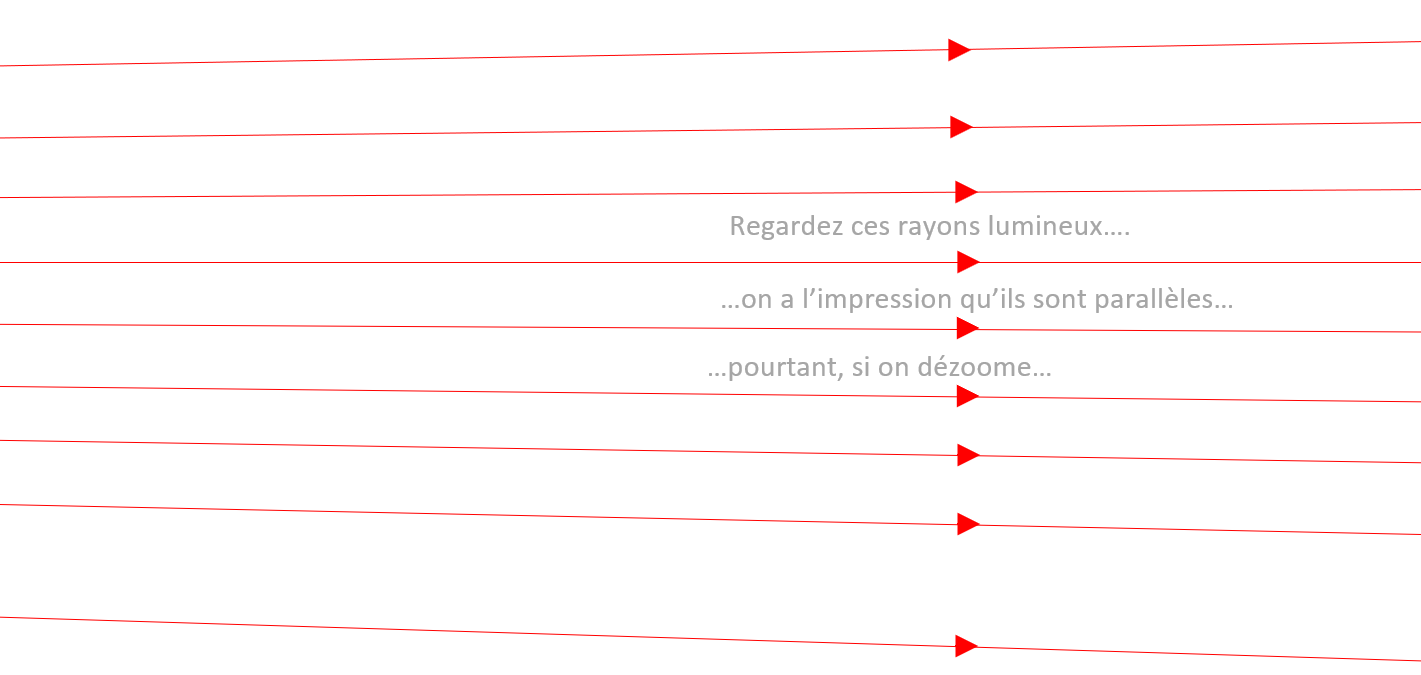 Regardez ces rayons lumineux….
…on a l’impression qu’ils sont parallèles…
…pourtant, si on dézoome…